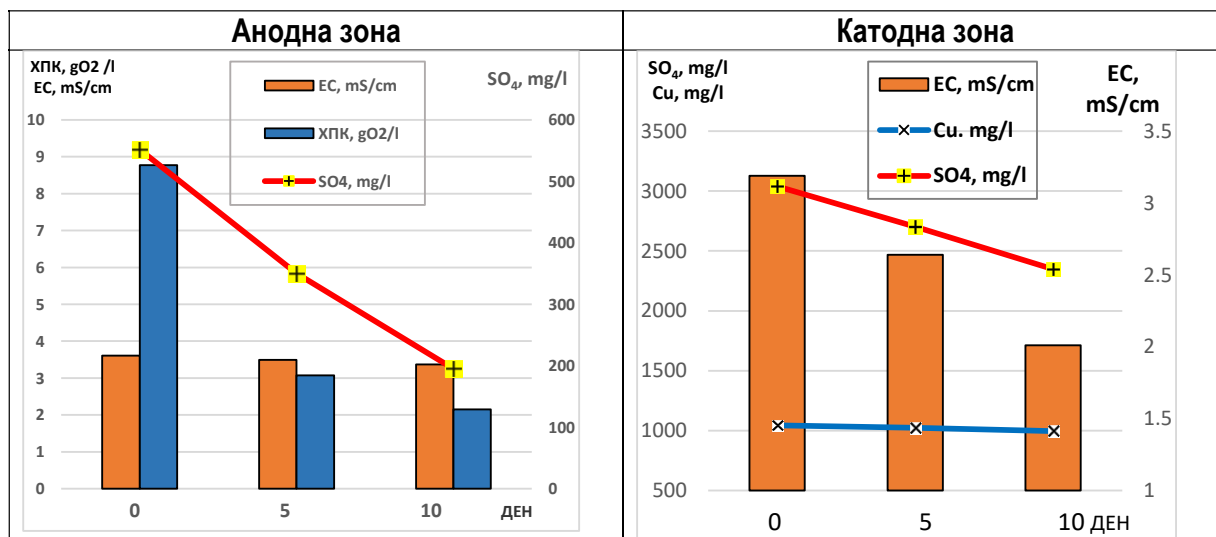 Анодна зона
ХПК, gO2 /l
EC, mS/cm
SO4, mg/l
EC, mS/cm
ХПК, gO2/l
SO4, mg/l
10
9
8
7
6
5
4
3
2
1
0
600
500
400
300
200
100
0
0 5 10 ДЕН
Катодна зона
SO4, mg/l
Cu, mg/l
EC,
mS/cm
EC, mS/cm
Cu. mg/l
SO4, mg/l
3500
3000
2500
2000
1500
1000
500
3.5
3
2.5
2
1.5
1
0 5 10 ДЕН